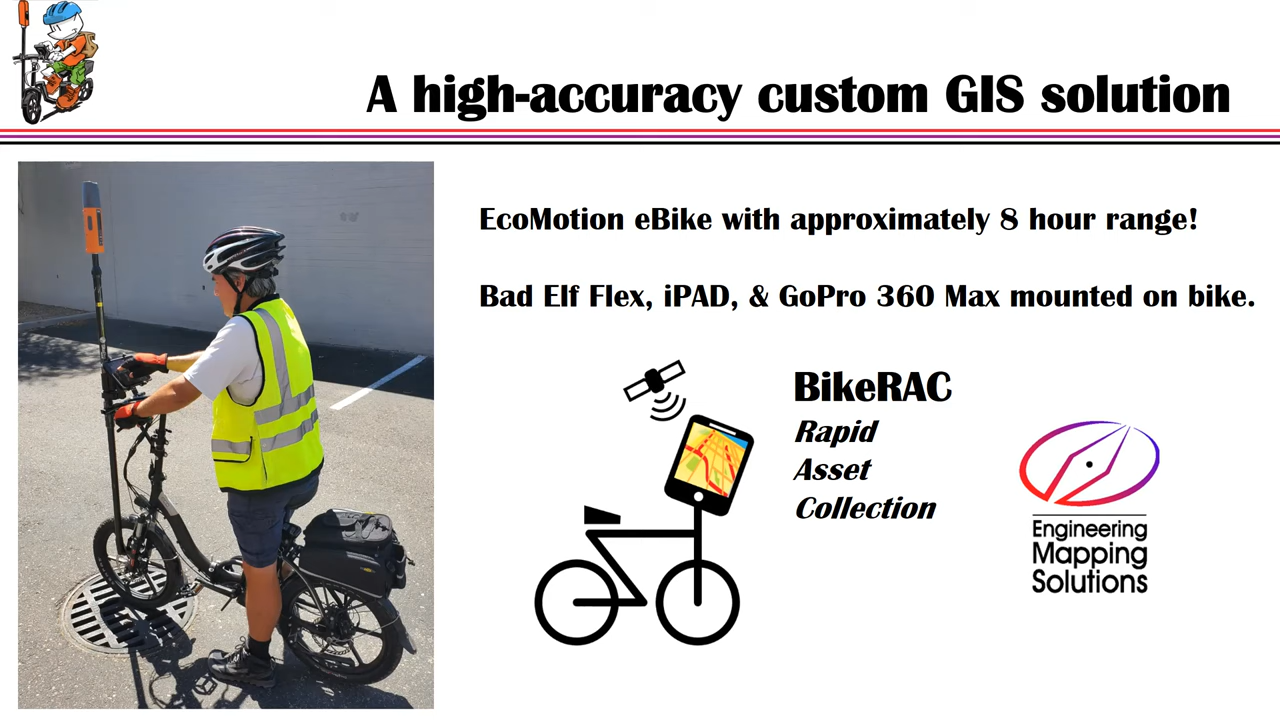 A high-accuracy custom GIS solution
EcoMotion eBike with approximately 8 hour range!
Bad Elf Flex, iPAD, & GoPro 360 Max mounted on bike.
BikeRAC
Rapid
Asset
Collection
Engineering
Mapping
Solutions